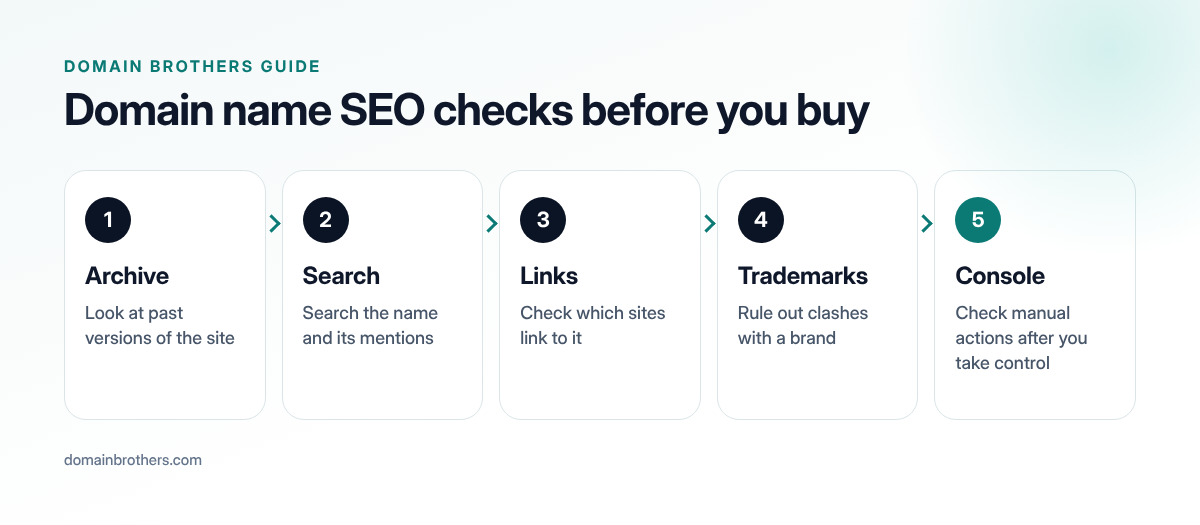 DOMAIN BROTHERS GUIDE
Domain name SEO checks before you buy
1
Archive
Look at past
versions of the site
2
Search
Search the name
and its mentions
3
Links
Check which sites
link to it
4
Trademarks
Rule out clashes
with a brand
5
Console
Check manual
actions after you
take control
domainbrothers.com